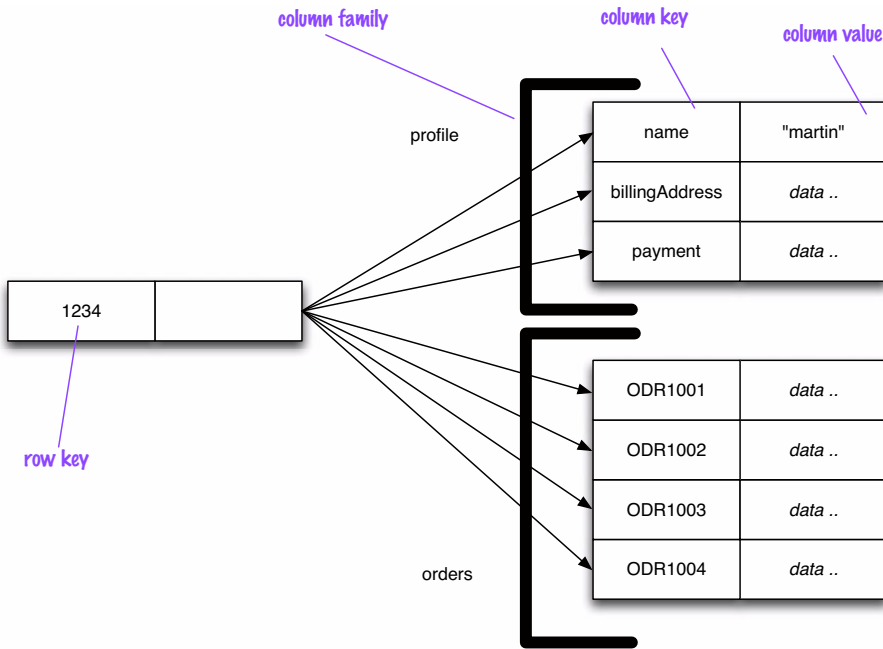 column family
column key
column value
profile
name
"martin"
billingAddress
data ..
payment
data ..
1234
row key
orders
ODR1001
data ..
ODR1002
data ..
ODR1003
data ..
ODR1004
data ..